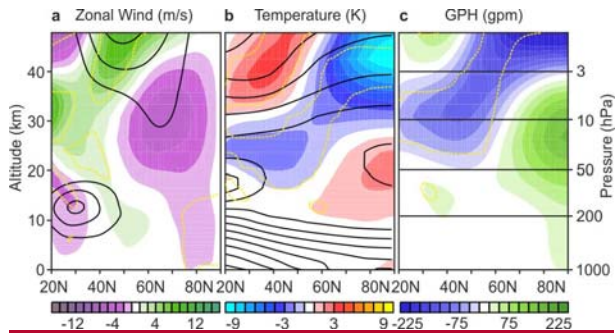 a Zonal Wind (m/s) b Temperature (K) c GPH (gpm)
Altitude (km)
40
30
20
10
0
3
10
50
200
1000
Pressure (hPa)
20N 40N 60N 80N 20N 40N 60N 80N 20N 40N 60N 80N
-12 -4 4 12 -9 -3 3 9 -225 -75 75 225